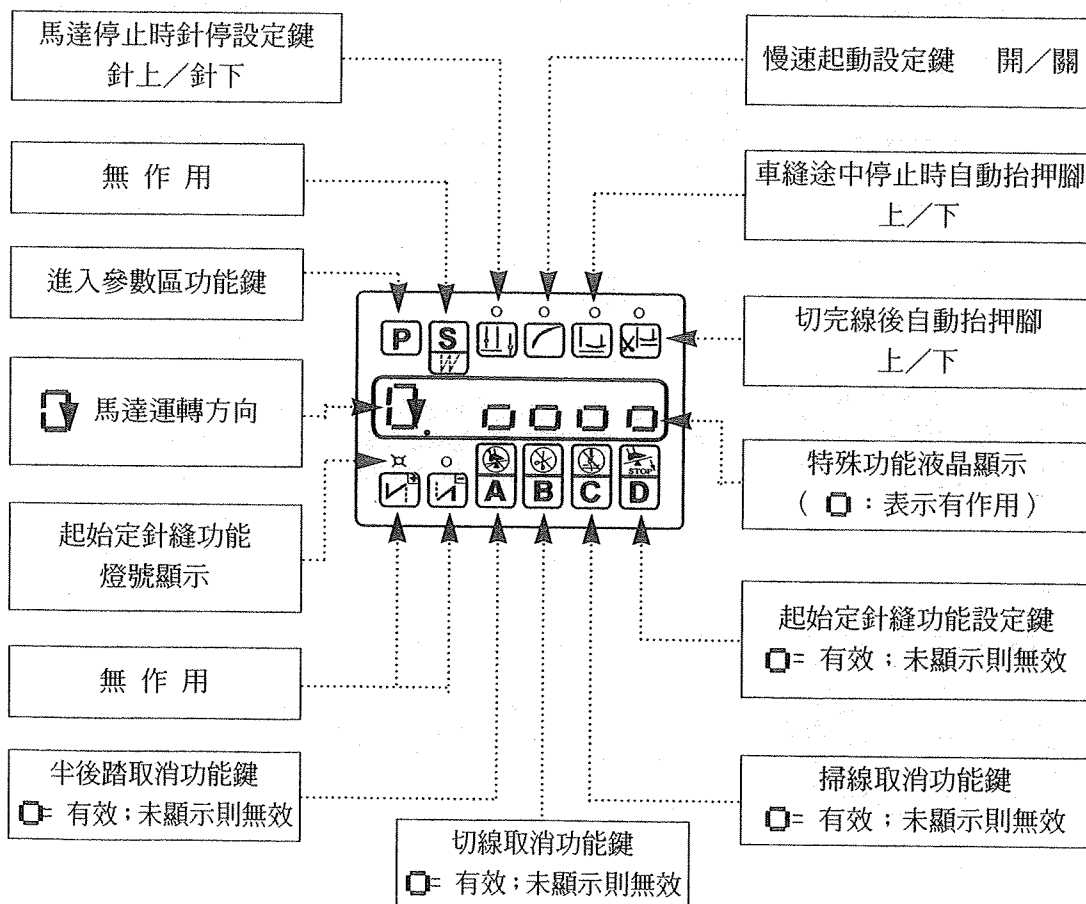 馬達停止時針停設定鍵
針上／針下
慢速起動設定鍵　開／關
無 作 用
車縫途中停止時自動抬押腳
上／下
進入參數區功能鍵
切完線後自動抬押腳
上／下
P S
馬達運轉方向
特殊功能液晶顯示
（ 口：表示有作用）
STOP
A B C D
起始定針縫功能
燈號顯示
起始定針縫功能設定鍵
口= 有效；未顯示則無效
無 作 用
半後踏取消功能鍵
口= 有效；未顯示則無效
掃線取消功能鍵
口= 有效；未顯示則無效
切線取消功能鍵
口= 有效；未顯示則無效